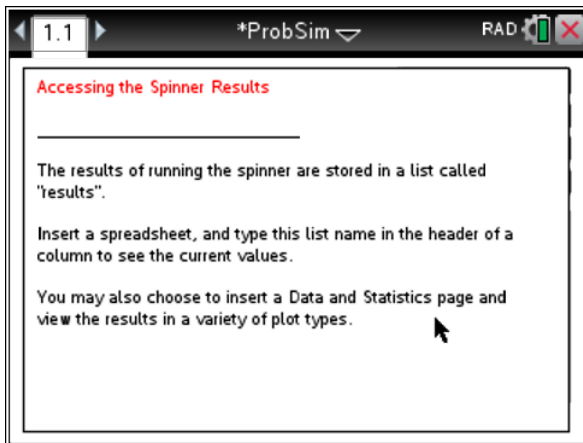 1.1
*ProbSim
RAD
Accessing the Spinner Results
The results of running the spinner are stored in a list called
"results".
Insert a spreadsheet, and type this list name in the header of a
column to see the current values.
You may also choose to insert a Data and Statistics page and
view the results in a variety of plot types.